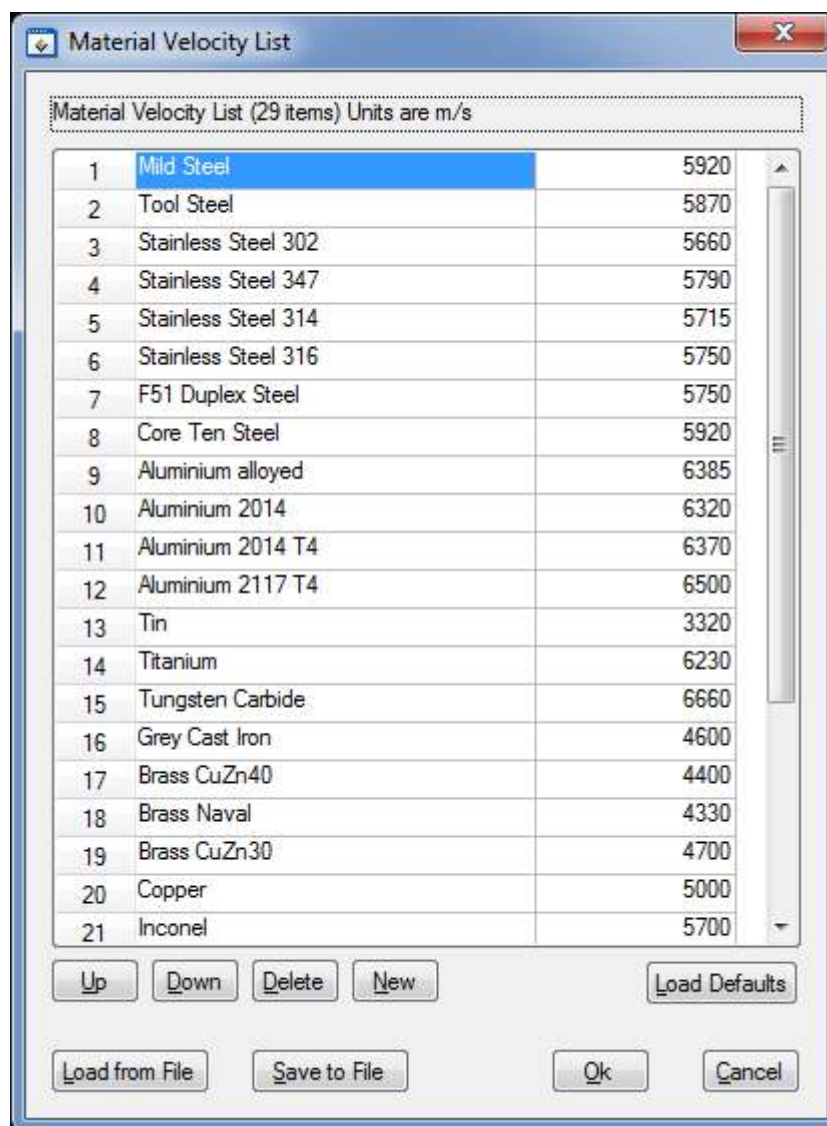 Material Velocity List
Material Velocity List (29 items) Units are m/s
1 Mild Steel 5920
2 Tool Steel 5870
3 Stainless Steel 302 5660
4 Stainless Steel 347 5790
5 Stainless Steel 314 5715
6 Stainless Steel 316 5750
7 F51 Duplex Steel 5750
8 Core Ten Steel 5920
9 Aluminium alloyed 6385
10 Aluminium 2014 6320
11 Aluminium 2014 T4 6370
12 Aluminium 2117 T4 6500
13 Tin 3320
14 Titanium 6230
15 Tungsten Carbide 6660
16 Grey Cast Iron 4600
17 Brass CuZn40 4400
18 Brass Naval 4330
19 Brass CuZn30 4700
20 Copper 5000
21 Inconel 5700
Up Down Delete New Load Defaults
Load from File Save to File Ok Cancel